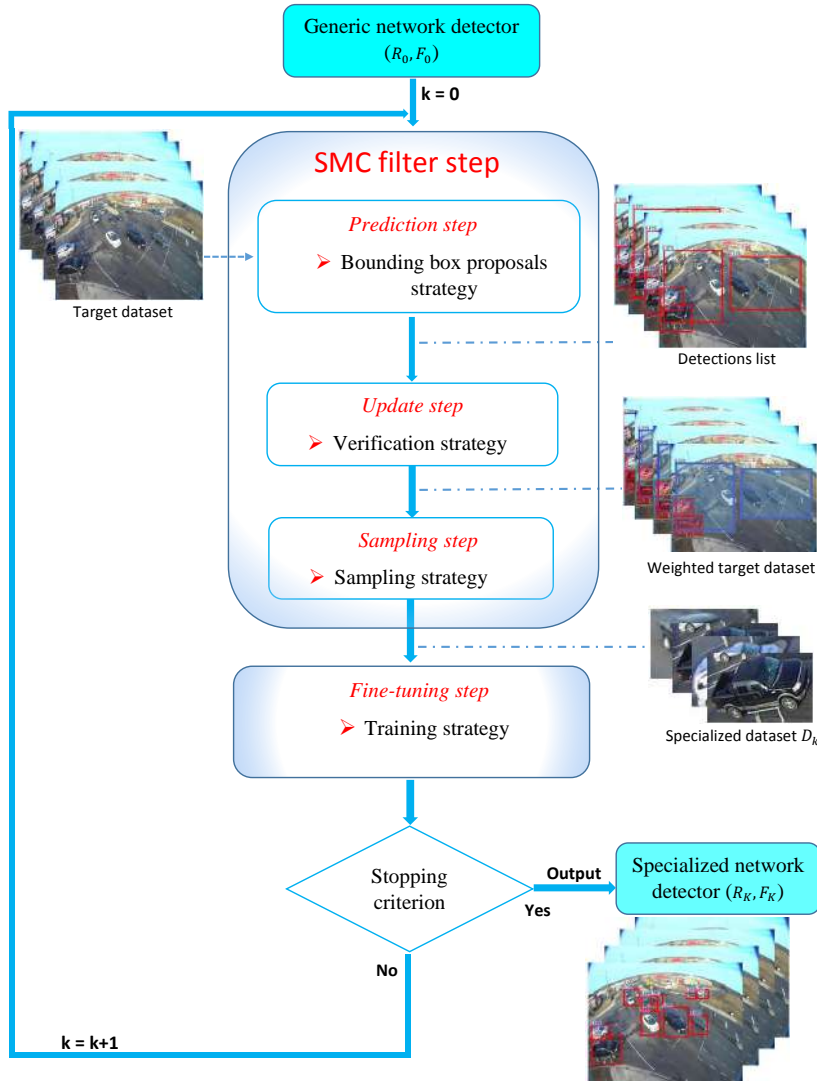 Generic network detector
(R₀, F₀)
k = 0
SMC filter step
Prediction step
➢ Bounding box proposals
strategy
Target dataset
Detections list
Update step
➢ Verification strategy
Weighted target dataset
Sampling step
➢ Sampling strategy
Specialized dataset Dₖ
Fine-tuning step
➢ Training strategy
Stopping
criterion
Output
Yes
Specialized network
detector (R_K, F_K)
No
k = k+1